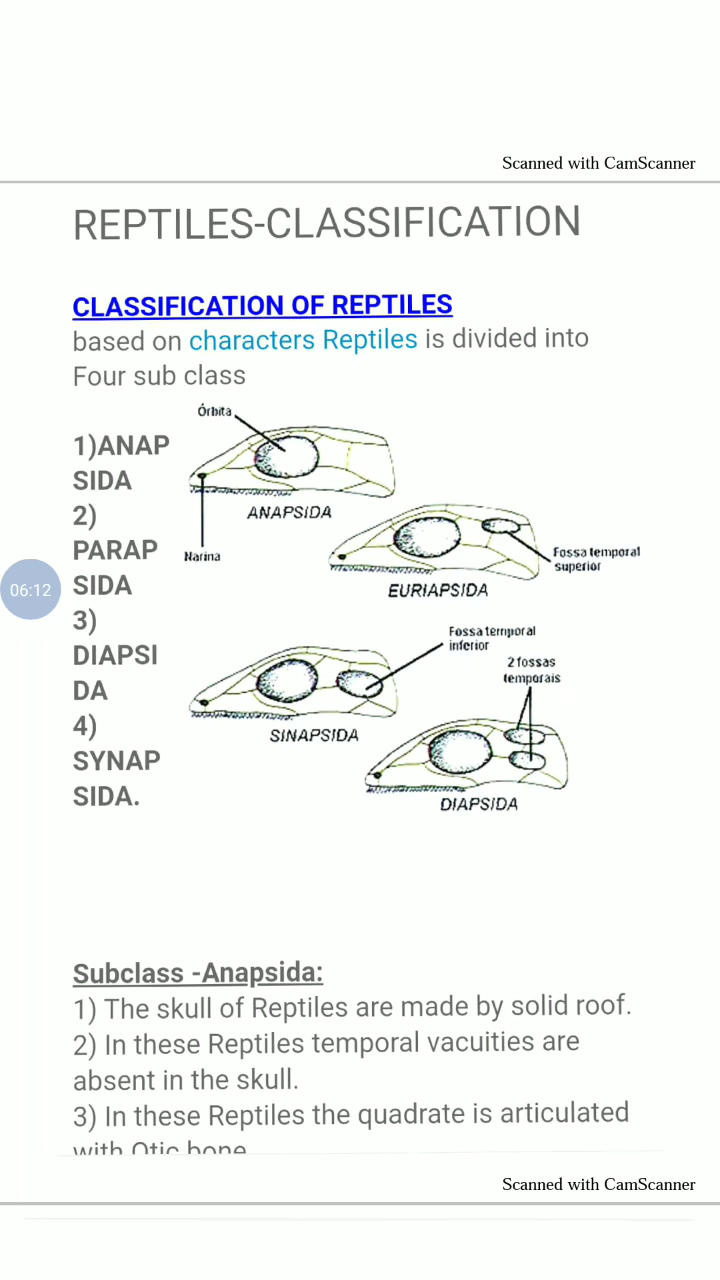 Scanned with CamScanner
REPTILES-CLASSIFICATION
CLASSIFICATION OF REPTILES
based on characters Reptiles is divided into
Four sub class
1)ANAP
SIDA
2)
PARAP
SIDA
3)
DIAPSI
DA
4)
SYNAP
SIDA.
Órbita
ANAPSIDA
Narina
Fossa temporal
superior
EURIAPSIDA
Fossa temporal
inferior
2 fossas
temporais
SINAPSIDA
DIAPSIDA
06:12
Subclass -Anapsida:
1) The skull of Reptiles are made by solid roof.
2) In these Reptiles temporal vacuities are
absent in the skull.
3) In these Reptiles the quadrate is articulated
with Otic bone
Scanned with CamScanner